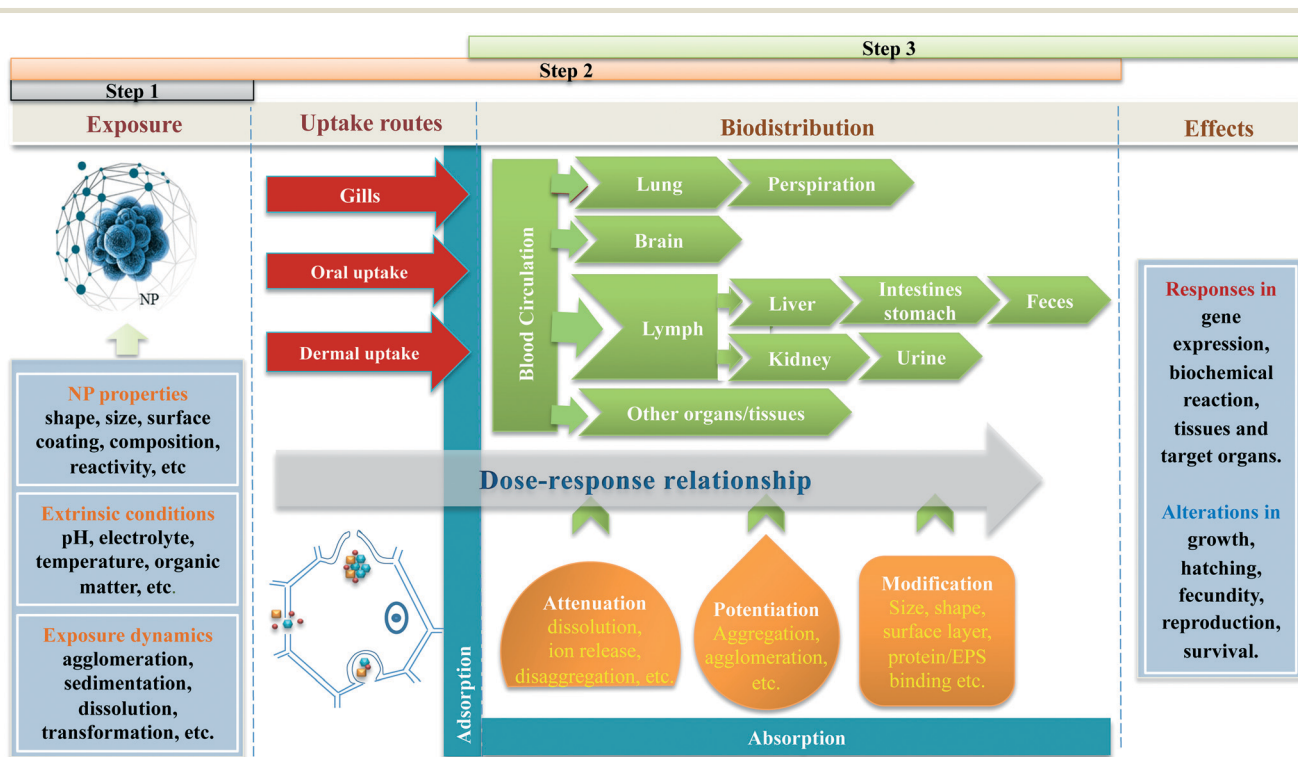 Step 3
Step 2
Step 1
Exposure
Uptake routes
Biodistribution
Effects
NP
NP properties
shape, size, surface
coating, composition,
reactivity, etc
Extrinsic conditions
pH, electrolyte,
temperature, organic
matter, etc.
Exposure dynamics
agglomeration,
sedimentation,
dissolution,
transformation, etc.
Gills
Oral uptake
Dermal uptake
Adsorption
Blood Circulation
Lung
Perspiration
Brain
Lymph
Liver
Intestines
stomach
Feces
Kidney
Urine
Other organs/tissues
Dose-response relationship
Attenuation
dissolution,
ion release,
disaggregation, etc.
Potentiation
Aggregation,
agglomeration,
etc.
Modification
Size, shape,
surface layer,
protein/EPS
binding etc.
Absorption
Responses in
gene
expression,
biochemical
reaction,
tissues and
target organs.
Alterations in
growth,
hatching,
fecundity,
reproduction,
survival.